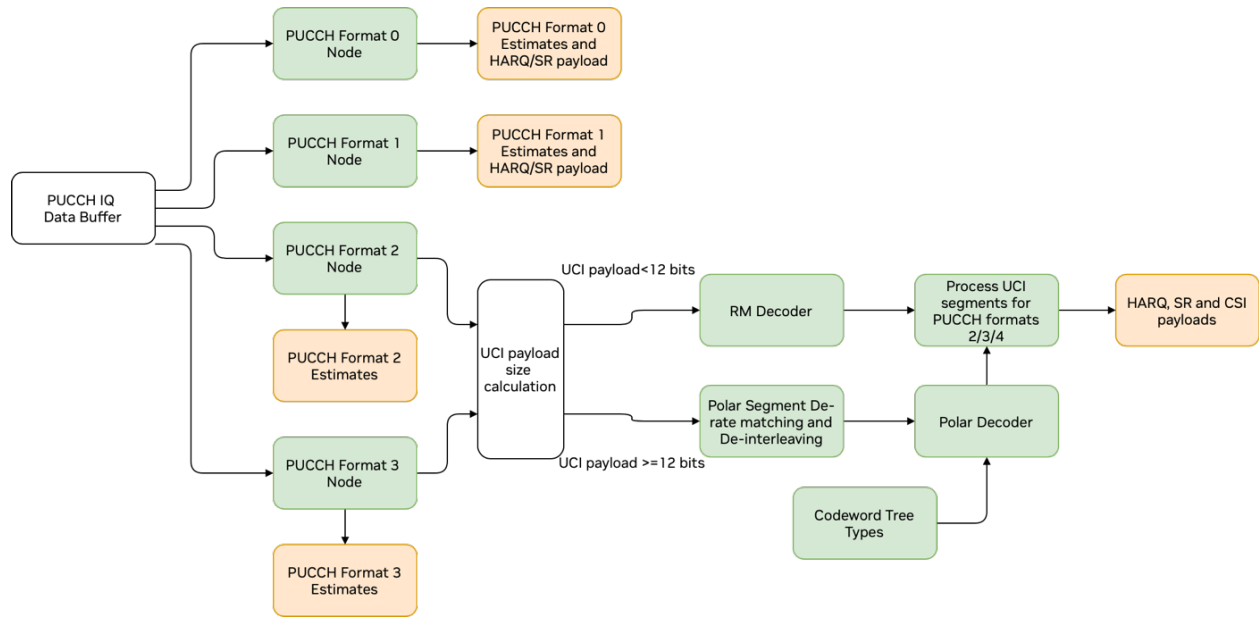 PUCCH Format 0
Node
PUCCH Format 0
Estimates and
HARQ/SR payload
PUCCH Format 1
Node
PUCCH Format 1
Estimates and
HARQ/SR payload
PUCCH IQ
Data Buffer
PUCCH Format 2
Node
PUCCH Format 2
Estimates
PUCCH Format 3
Node
PUCCH Format 3
Estimates
UCI payload
size
calculation
UCI payload<12 bits
UCI payload >=12 bits
RM Decoder
Polar Segment De-
rate matching and
De-interleaving
Process UCI
segments for
PUCCH formats
2/3/4
Polar Decoder
Codeword Tree
Types
HARQ, SR and CSI
payloads